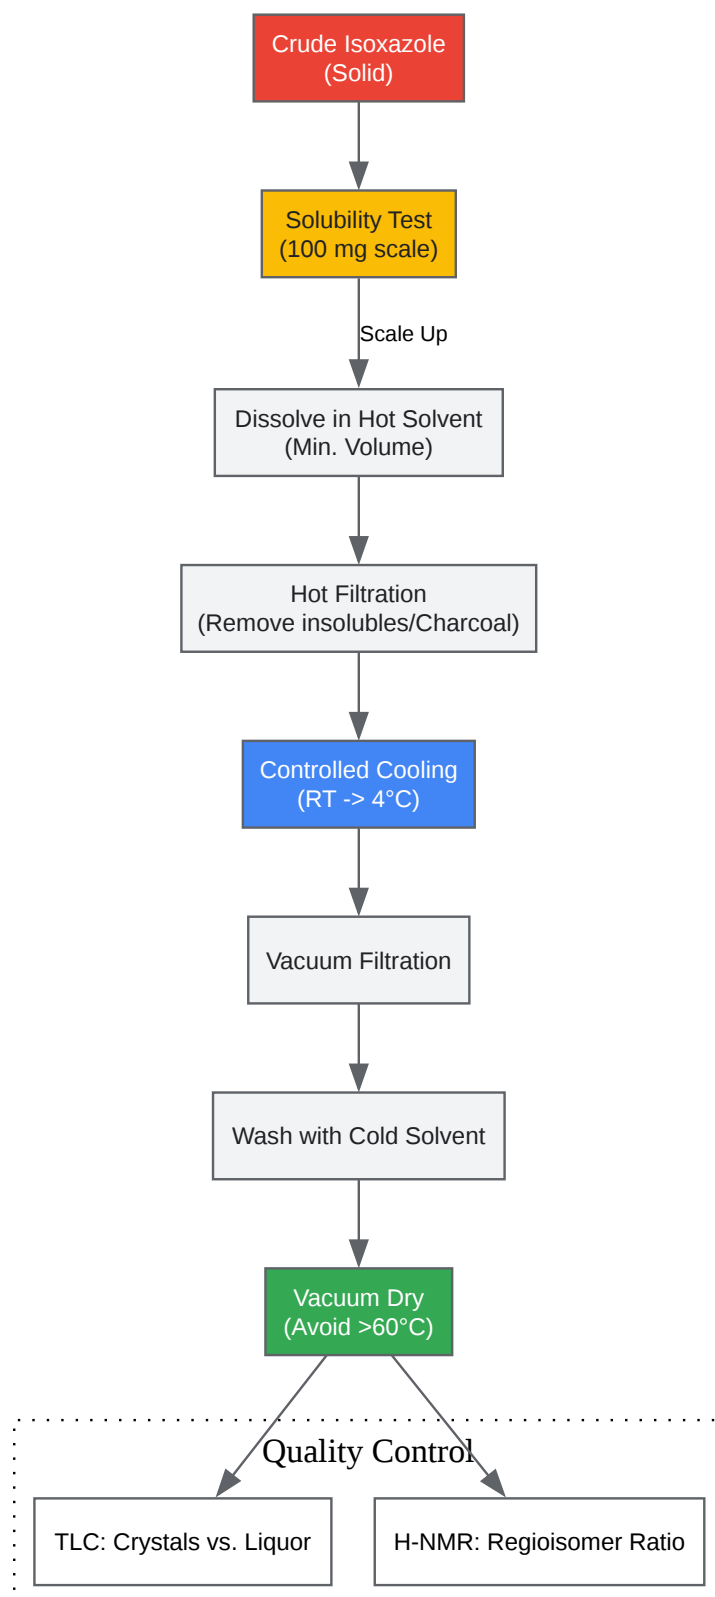 Crude Isoxazole
(Solid)
Solubility Test
(100 mg scale)
Scale Up
Dissolve in Hot Solvent
(Min. Volume)
Hot Filtration
(Remove insolubles/Charcoal)
Controlled Cooling
(RT -> 4°C)
Vacuum Filtration
Wash with Cold Solvent
Vacuum Dry
(Avoid >60°C)
Quality Control
TLC: Crystals vs. Liquor
H-NMR: Regioisomer Ratio